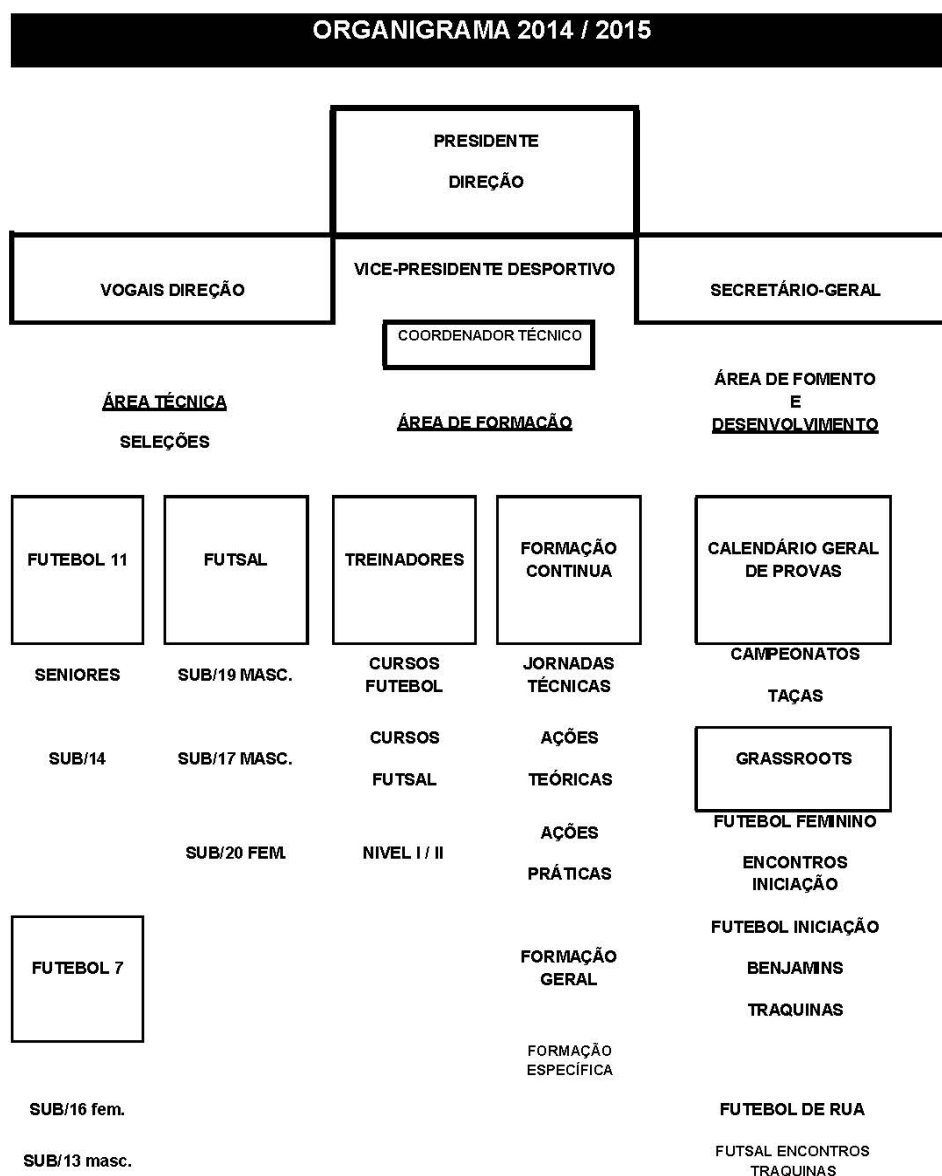 ORGANIGRAMA 2014 / 2015
PRESIDENTE
DIREÇÃO
VOGAIS DIREÇÃO
VICE-PRESIDENTE DESPORTIVO
SECRETÁRIO-GERAL
COORDENADOR TÉCNICO
ÁREA TÉCNICA
SELEÇÕES
ÁREA DE FORMAÇÃO
ÁREA DE FOMENTO
E
DESENVOLVIMENTO
FUTEBOL 11
SENIORES
SUB/14
FUTEBOL 7
SUB/16 fem.
SUB/13 masc.
FUTSAL
SUB/19 MASC.
SUB/17 MASC.
SUB/20 FEM.
TREINADORES
CURSOS
FUTEBOL
CURSOS
FUTSAL
NIVEL I / II
FORMAÇÃO
CONTINUA
JORNADAS
TÉCNICAS
AÇÕES
TEÓRICAS
AÇÕES
PRÁTICAS
FORMAÇÃO
GERAL
FORMAÇÃO
ESPECÍFICA
CALENDÁRIO GERAL
DE PROVAS
CAMPEONATOS
TAÇAS
GRASSROOTS
FUTEBOL FEMININO
ENCONTROS
INICIAÇÃO
FUTEBOL INICIAÇÃO
BENJAMINS
TRAQUINAS
FUTEBOL DE RUA
FUTSAL ENCONTROS
TRAQUINAS